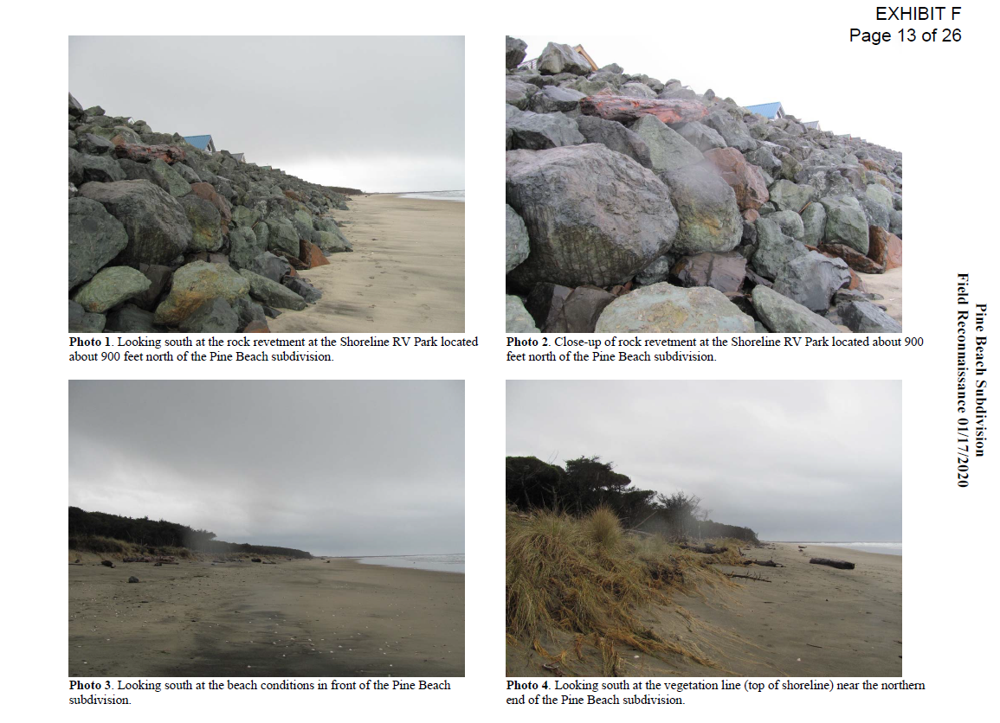 EXHIBIT F
Page 13 of 26
Photo 1. Looking south at the rock revetment at the Shoreline RV Park located
about 900 feet north of the Pine Beach subdivision.
Photo 2. Close-up of rock revetment at the Shoreline RV Park located about 900
feet north of the Pine Beach subdivision.
Photo 3. Looking south at the beach conditions in front of the Pine Beach
subdivision.
Photo 4. Looking south at the vegetation line (top of shoreline) near the northern
end of the Pine Beach subdivision.
Pine Beach Subdivision
Field Reconnaissance 01/17/2020